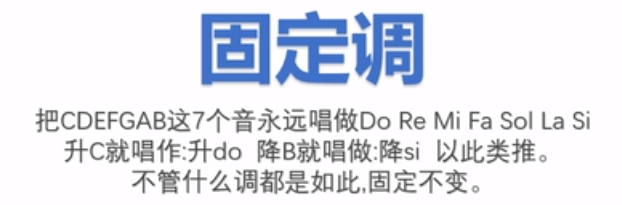 固定调
把CDEFGAB这7个音永远唱做Do Re Mi Fa Sol La Si
升C就唱作:升do 降B就唱做:降si 以此类推。
不管什么调都是如此,固定不变。